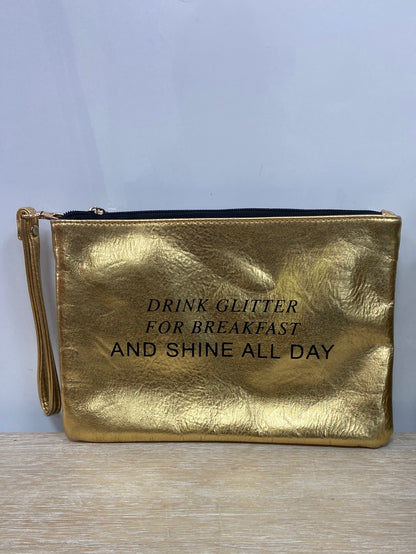 DRINK GLITTER
FOR BREAKFAST
AND SHINE ALL DAY